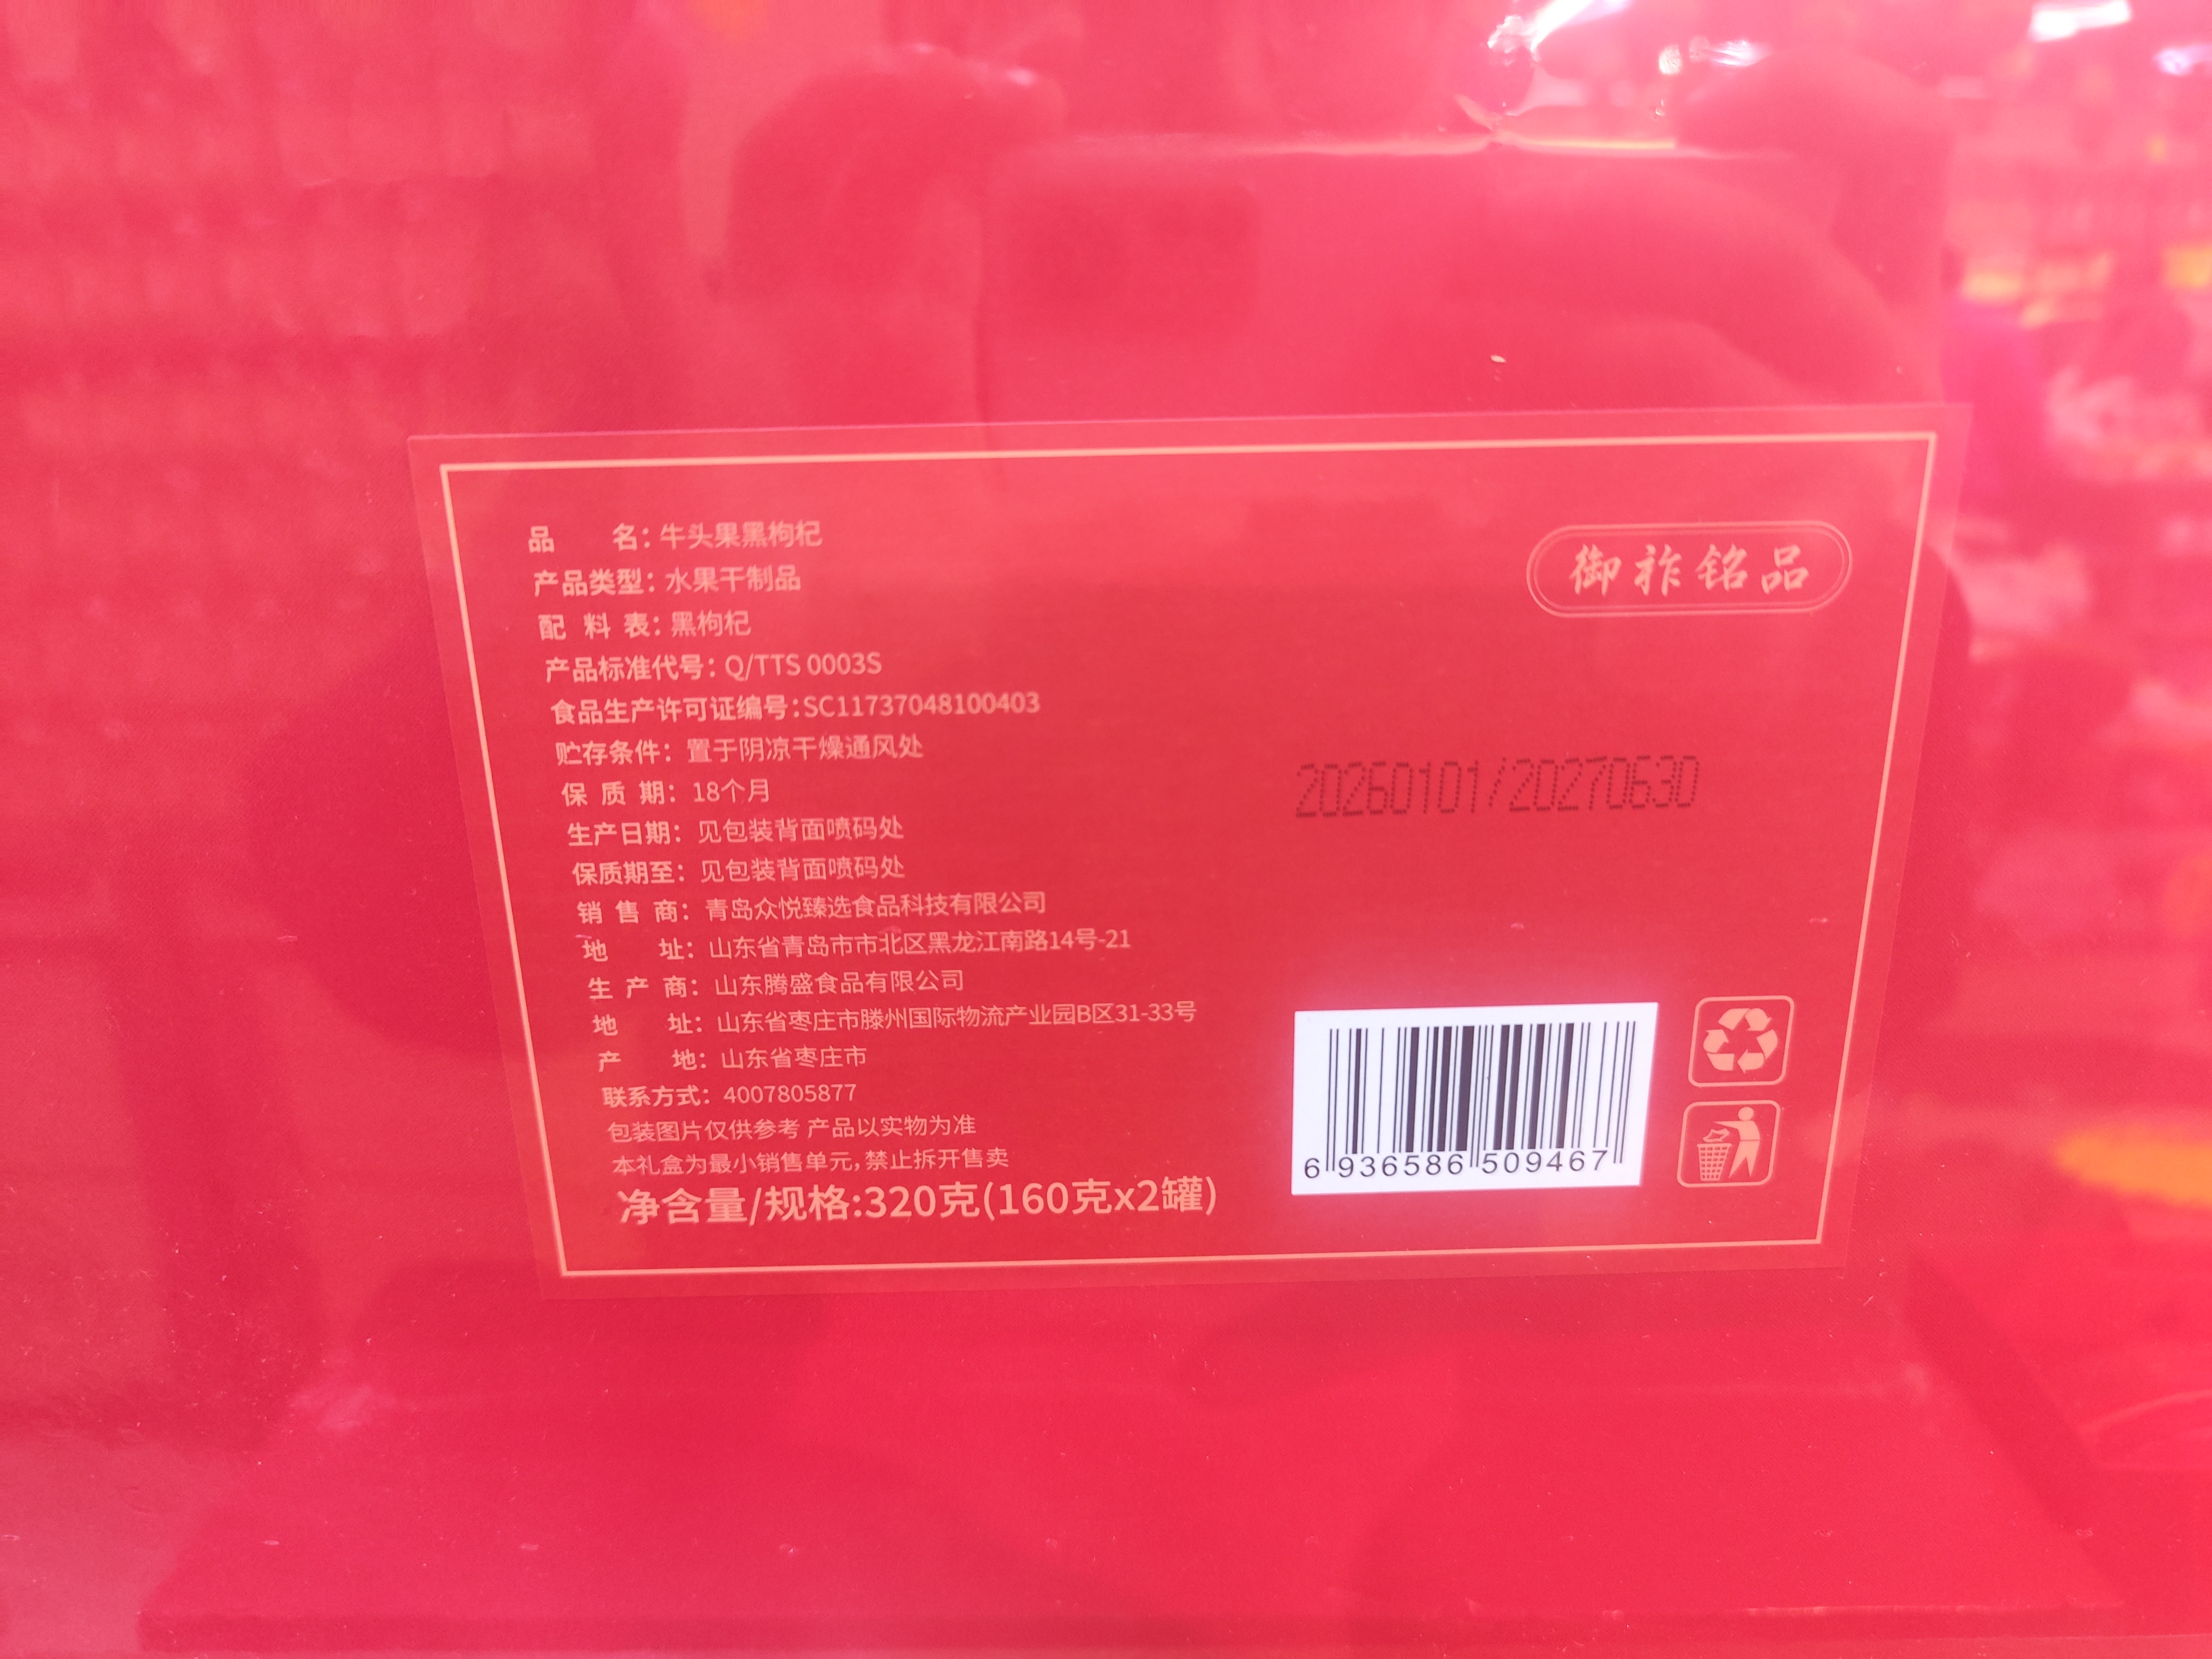 品名：牛头果黑枸杞
产品类型：水果干制品
配料表：黑枸杞
产品标准代号：Q/TTS 0003S
食品生产许可证编号:SC11737048100403
贮存条件：置于阴凉干燥通风处
保质期：18个月
生产日期：见包装背面喷码处
保质期至：见包装背面喷码处
销售商：青岛众悦臻选食品科技有限公司
地址：山东省青岛市市北区黑龙江南路14号-21
生产商：山东腾盛食品有限公司
地址：山东省枣庄市滕州国际物流产业园B区31-33号
产地：山东省枣庄市
联系方式：4007805877
包装图片仅供参考 产品以实物为准
本礼盒为最小销售单元，禁止拆开售卖
净含量/规格:320克(160克x2罐)
御祚铭品
20260101/20270630
6 936586 509467